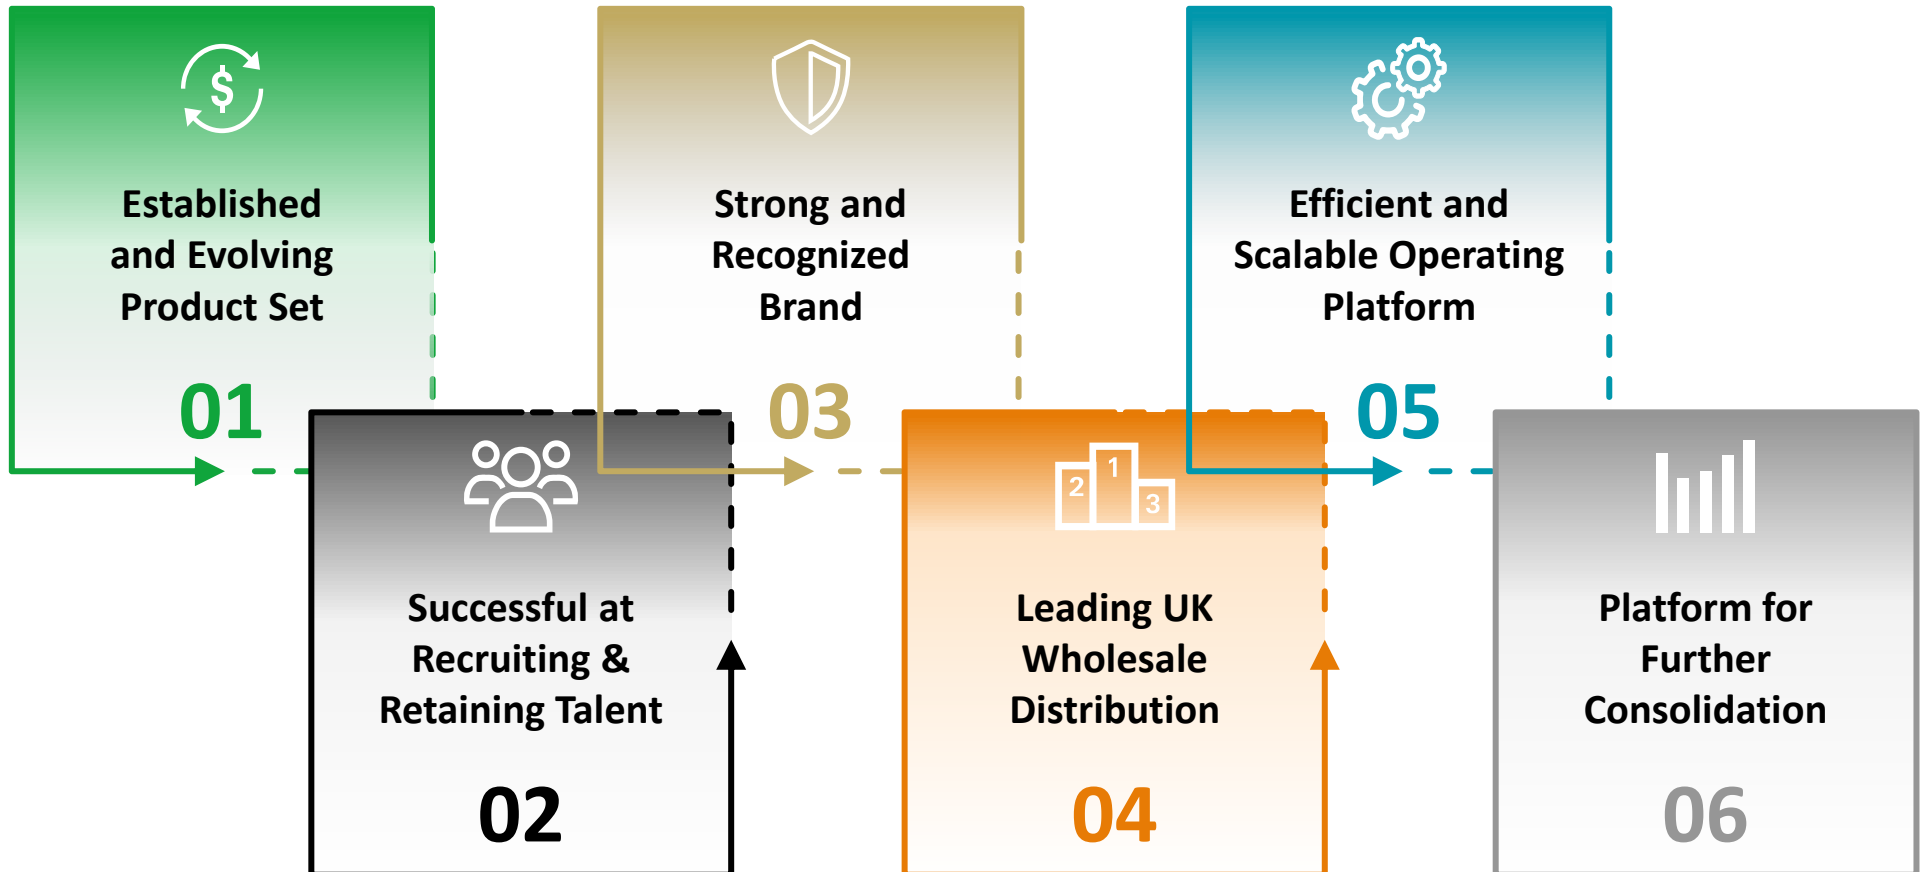 $
Established
and Evolving
Product Set
01
Successful at
Recruiting &
Retaining Talent
02
Strong and
Recognized
Brand
03
2 1 3
Leading UK
Wholesale
Distribution
04
Efficient and
Scalable Operating
Platform
05
Platform for
Further
Consolidation
06